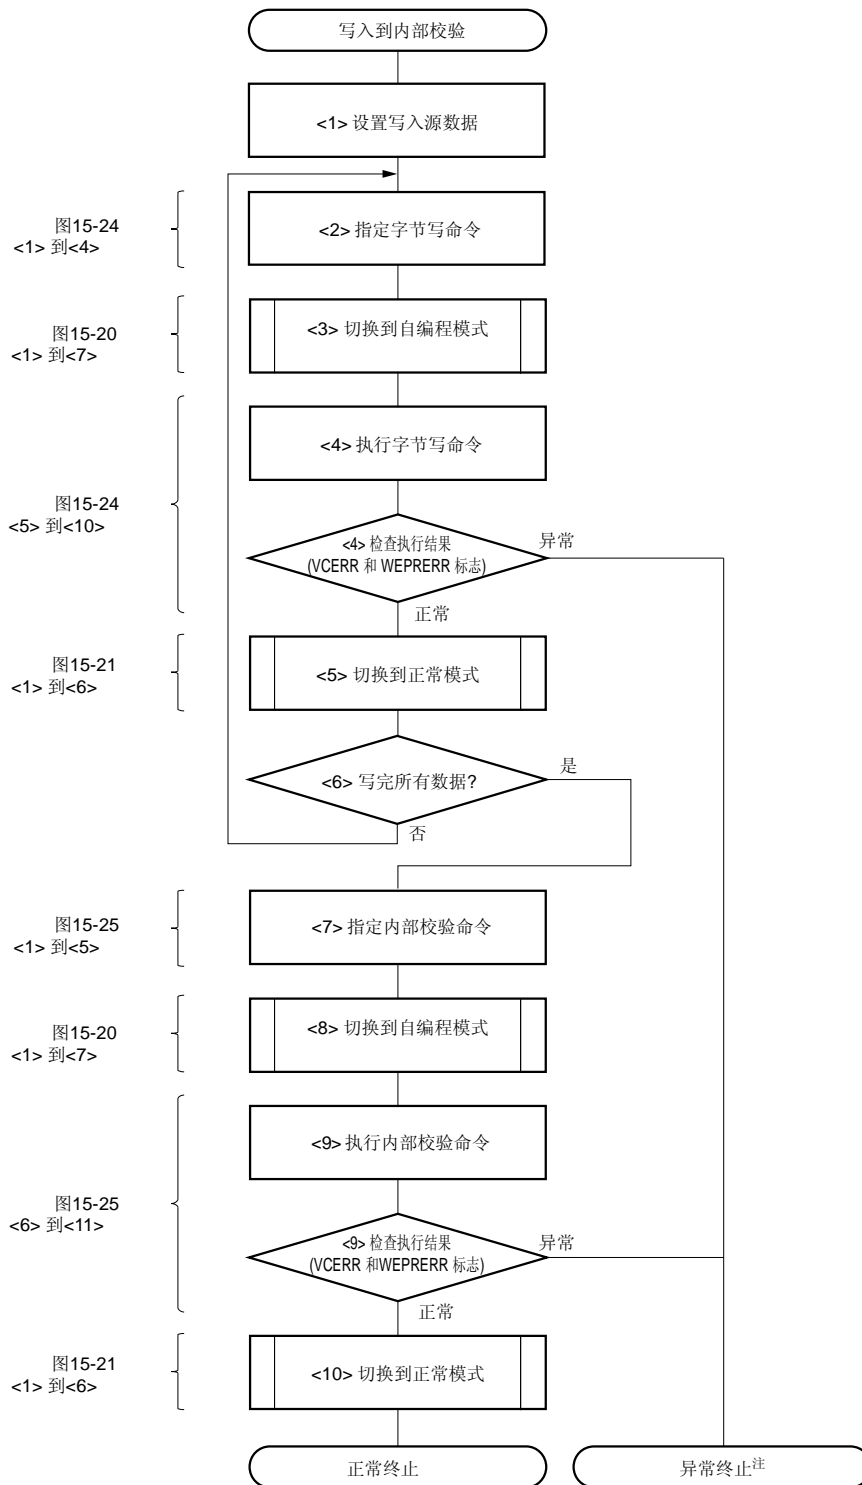 写入到内部校验
<1> 设置写入源数据
图15-24
<1> 到<4>
<2> 指定字节写命令
图15-20
<1> 到<7>
<3> 切换到自编程模式
<4> 执行字节写命令
图15-24
<5> 到<10>
<4> 检查执行结果
(VCERR 和 WEPRERR 标志)
异常
正常
图15-21
<1> 到<6>
<5> 切换到正常模式
<6> 写完所有数据?
是
否
图15-25
<1> 到<5>
<7> 指定内部校验命令
图15-20
<1> 到<7>
<8> 切换到自编程模式
<9> 执行内部校验命令
图15-25
<6> 到<11>
<9> 检查执行结果
(VCERR 和WEPRERR 标志)
异常
正常
图15-21
<1> 到<6>
<10> 切换到正常模式
正常终止
异常终止注